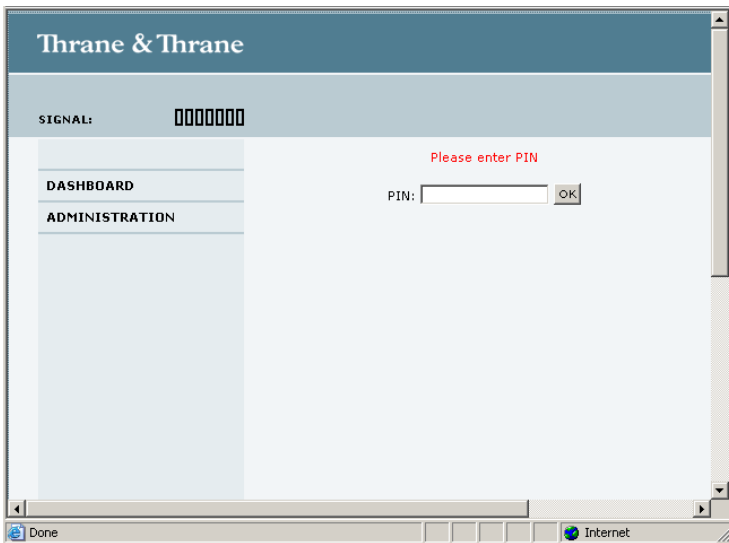 Thrane & Thrane
SIGNAL:
Please enter PIN
DASHBOARD
PIN: OK
ADMINISTRATION
Done Internet